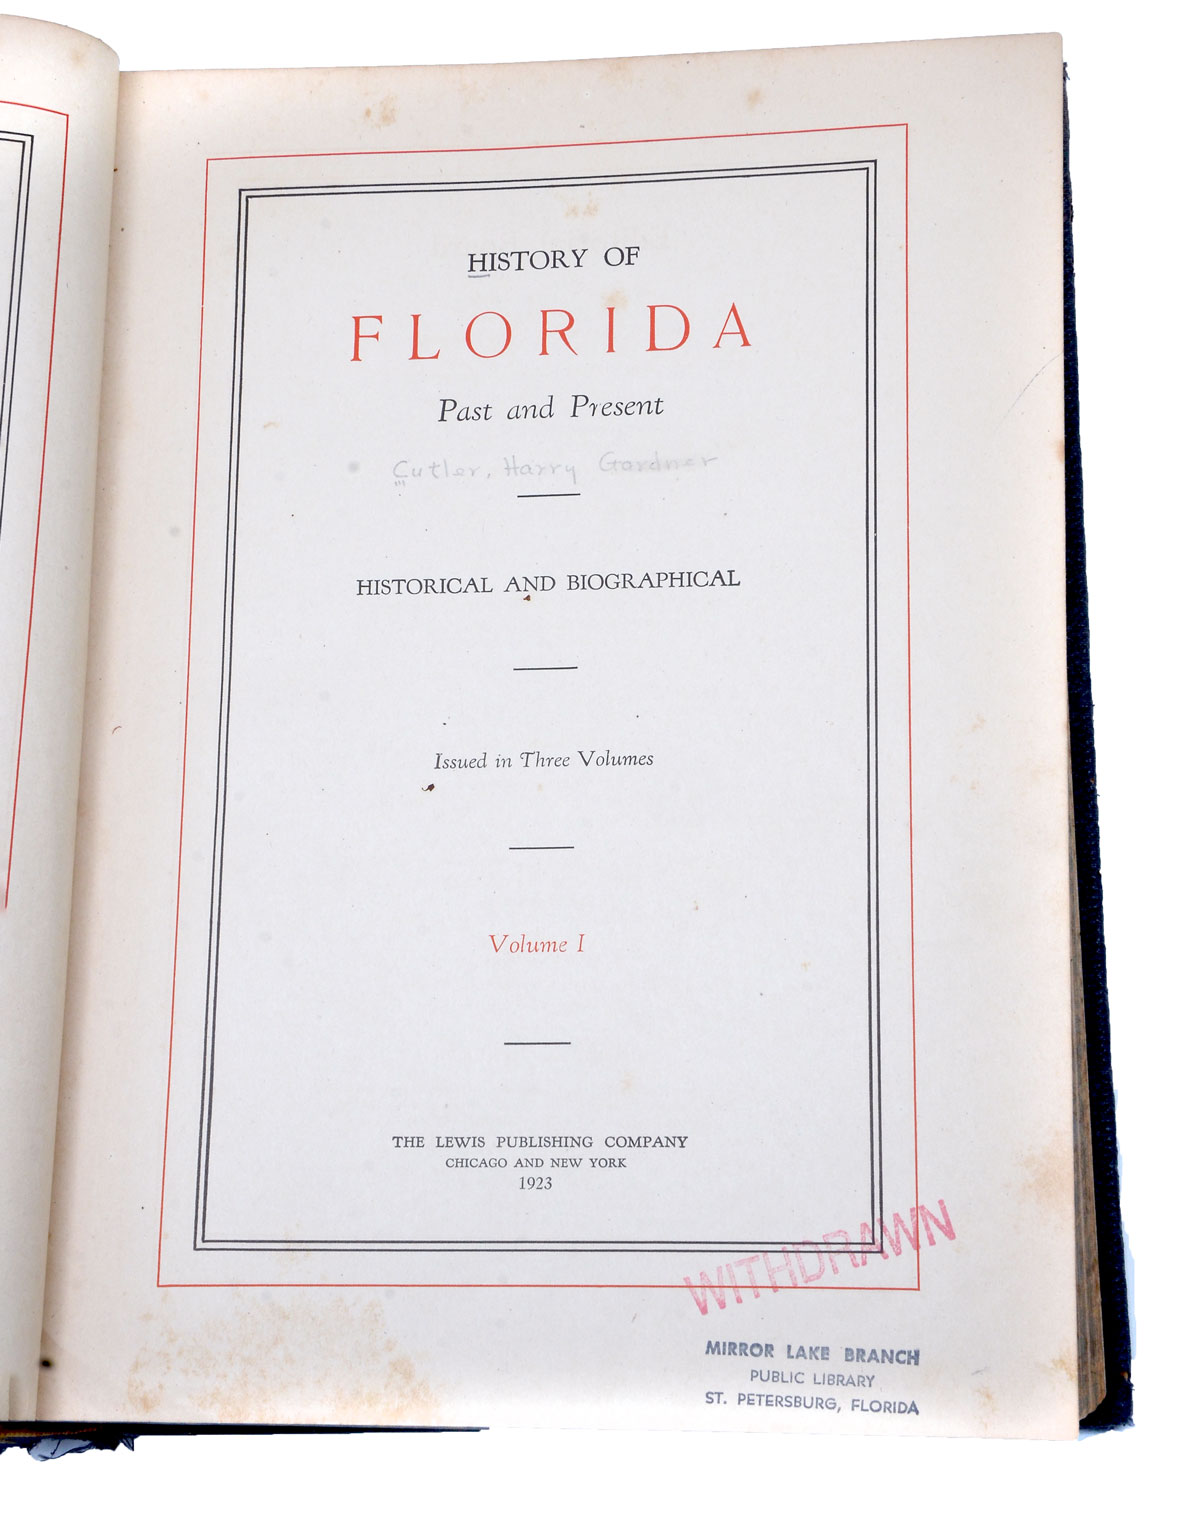 HISTORY OF
FLORIDA
Past and Present
Cutler, Harry Gardner
HISTORICAL AND BIOGRAPHICAL
Issued in Three Volumes
Volume I
THE LEWIS PUBLISHING COMPANY
CHICAGO AND NEW YORK
1923
WITHDRAWN
MIRROR LAKE BRANCH
PUBLIC LIBRARY
ST. PETERSBURG, FLORIDA